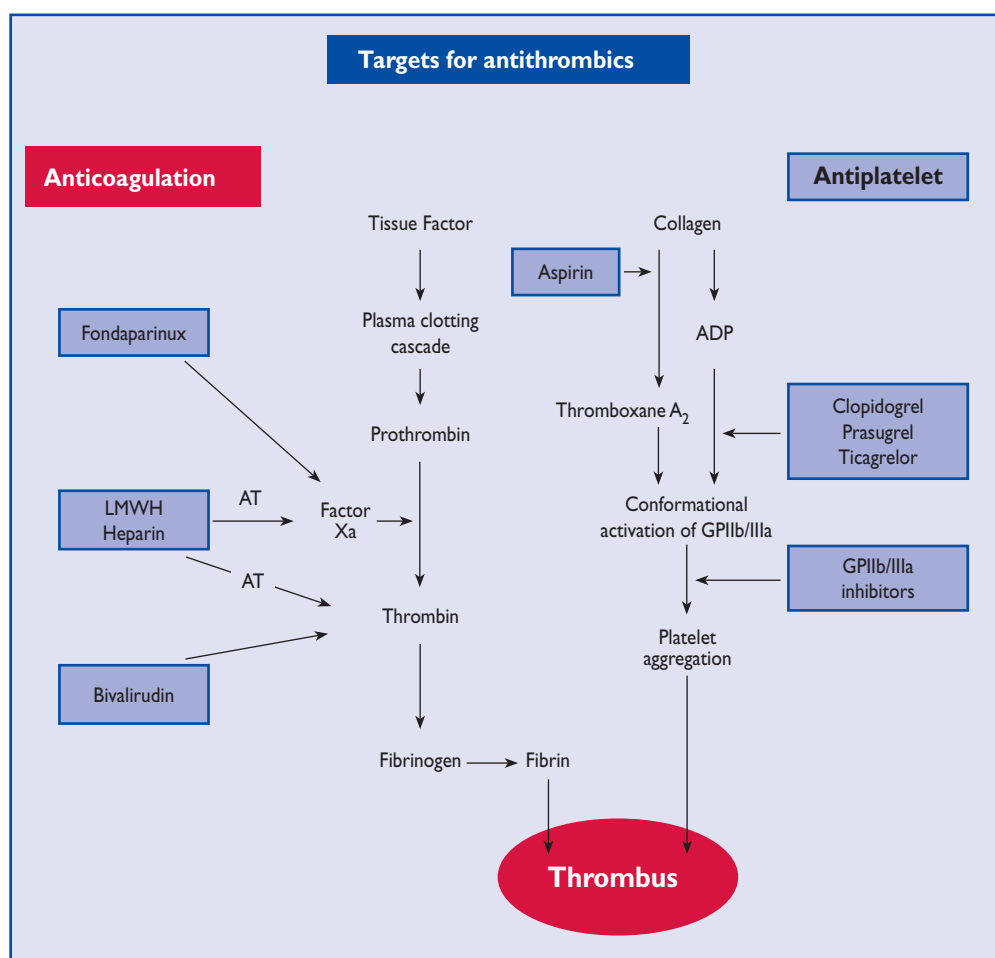 Targets for antithrombics
Anticoagulation
Antiplatelet
Tissue Factor
Collagen
Aspirin
Plasma clotting
cascade
ADP
Fondaparinux
Thromboxane A₂
Clopidogrel
Prasugrel
Ticagrelor
Prothrombin
LMWH
Heparin
AT
AT
Factor
Xa
Conformational
activation of GPIIb/IIIa
GPIIb/IIIa
inhibitors
Thrombin
Platelet
aggregation
Bivalirudin
Fibrinogen
Fibrin
Thrombus